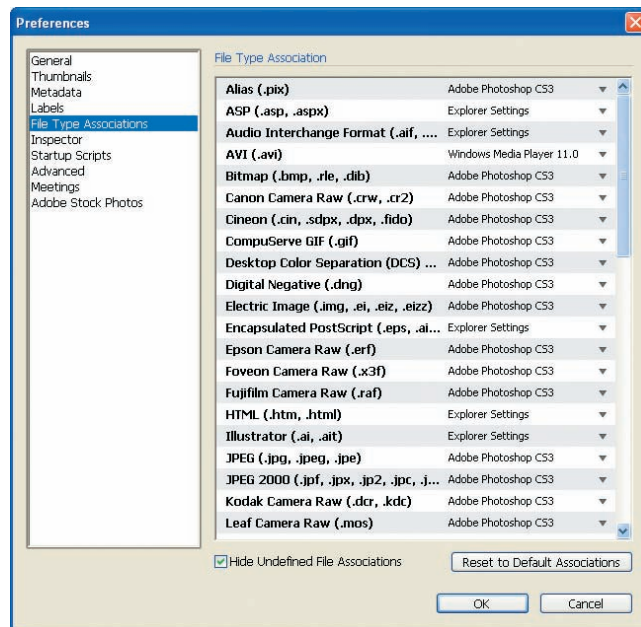 Preferences
General
Thumbnails
Metadata
Labels
File Type Associations
Inspector
Startup Scripts
Advanced
Meetings
Adobe Stock Photos
File Type Association
Alias (.pix) Adobe Photoshop CS3
ASP (.asp, .aspx) Explorer Settings
Audio Interchange Format (.aif, .... Explorer Settings
AVI (.avi) Windows Media Player 11.0
Bitmap (.bmp, .rle, .dib) Adobe Photoshop CS3
Canon Camera Raw (.crw, .cr2) Adobe Photoshop CS3
Cineon (.cin, .sdpx, .dpx, .fido) Adobe Photoshop CS3
CompuServe GIF (.gif) Adobe Photoshop CS3
Desktop Color Separation (DCS) ... Adobe Photoshop CS3
Digital Negative (.dng) Adobe Photoshop CS3
Electric Image (.img, .ei, .eiz, .eizz) Adobe Photoshop CS3
Encapsulated PostScript (.eps, .ai... Explorer Settings
Epson Camera Raw (.erf) Adobe Photoshop CS3
Foveon Camera Raw (.x3f) Adobe Photoshop CS3
Fujifilm Camera Raw (.raf) Adobe Photoshop CS3
HTML (.htm, .html) Explorer Settings
Illustrator (.ai, .ait) Explorer Settings
JPEG (.jpg, .jpeg, .jpe) Adobe Photoshop CS3
JPEG 2000 (.jpf, .jpx, .jp2, .jpc, .j... Adobe Photoshop CS3
Kodak Camera Raw (.dcr, .kdc) Adobe Photoshop CS3
Leaf Camera Raw (.mos) Adobe Photoshop CS3
Hide Undefined File Associations
Reset to Default Associations
OK
Cancel